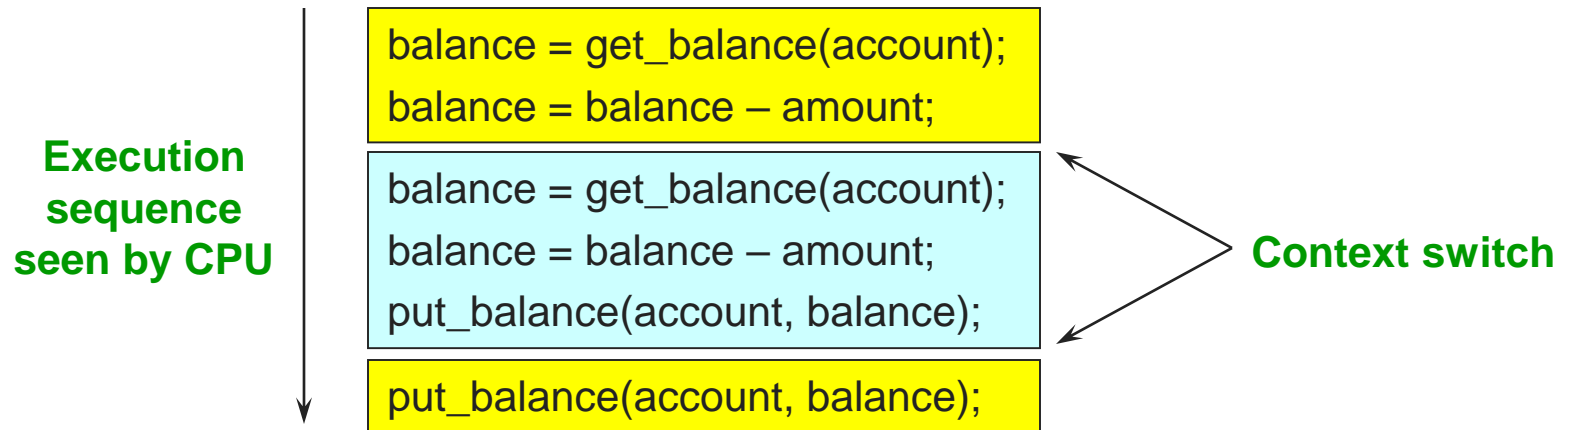 balance = get_balance(account);
balance = balance – amount;
Execution
sequence
seen by CPU
balance = get_balance(account);
balance = balance – amount;
put_balance(account, balance);
Context switch
put_balance(account, balance);